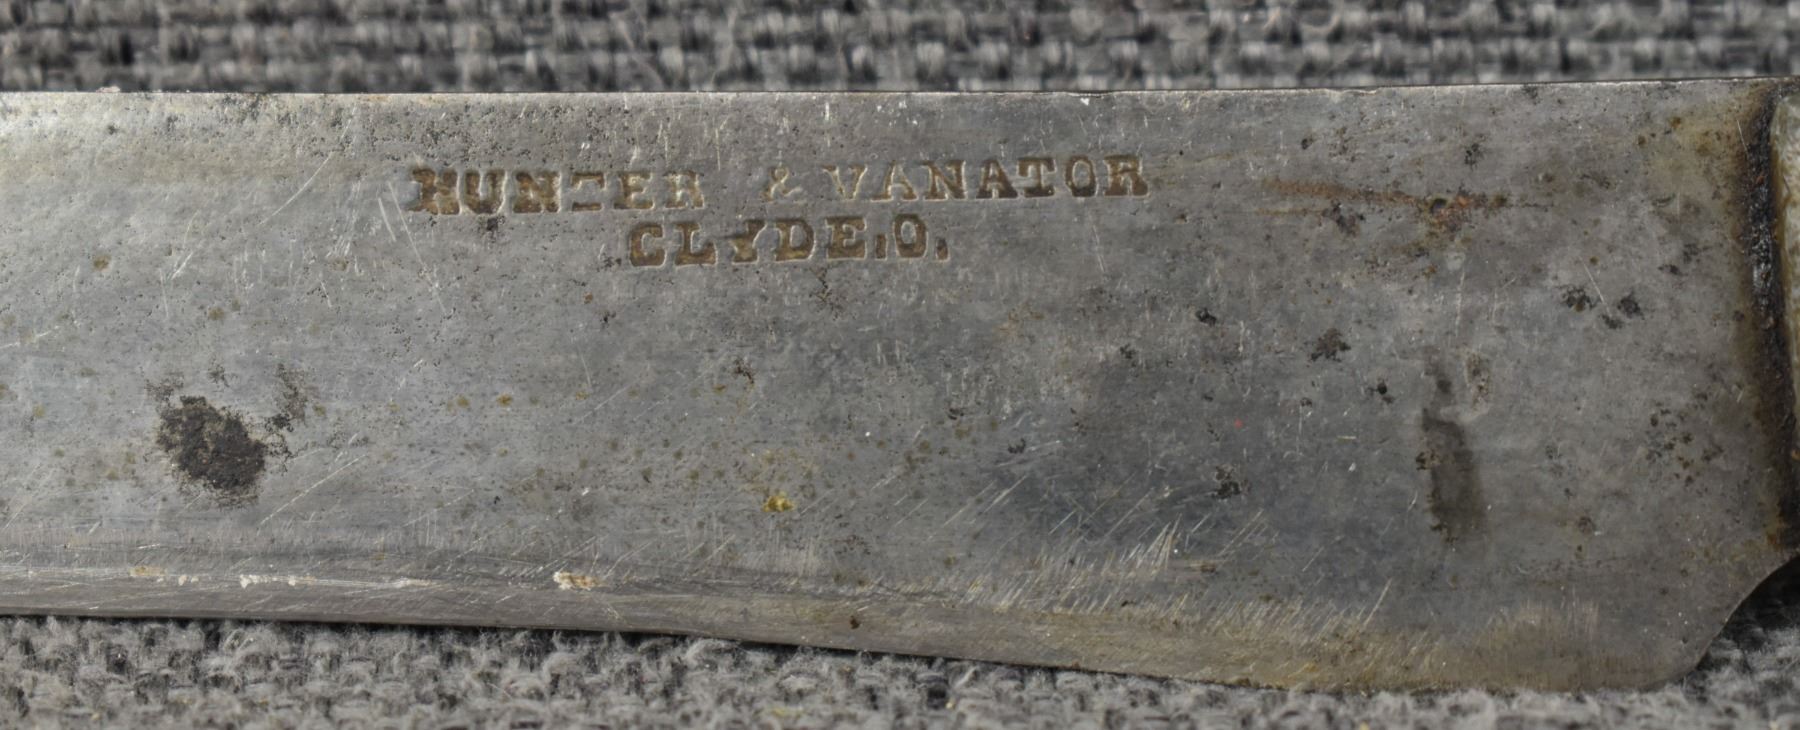 HUNTER & VANATOR
CLYDE.O.